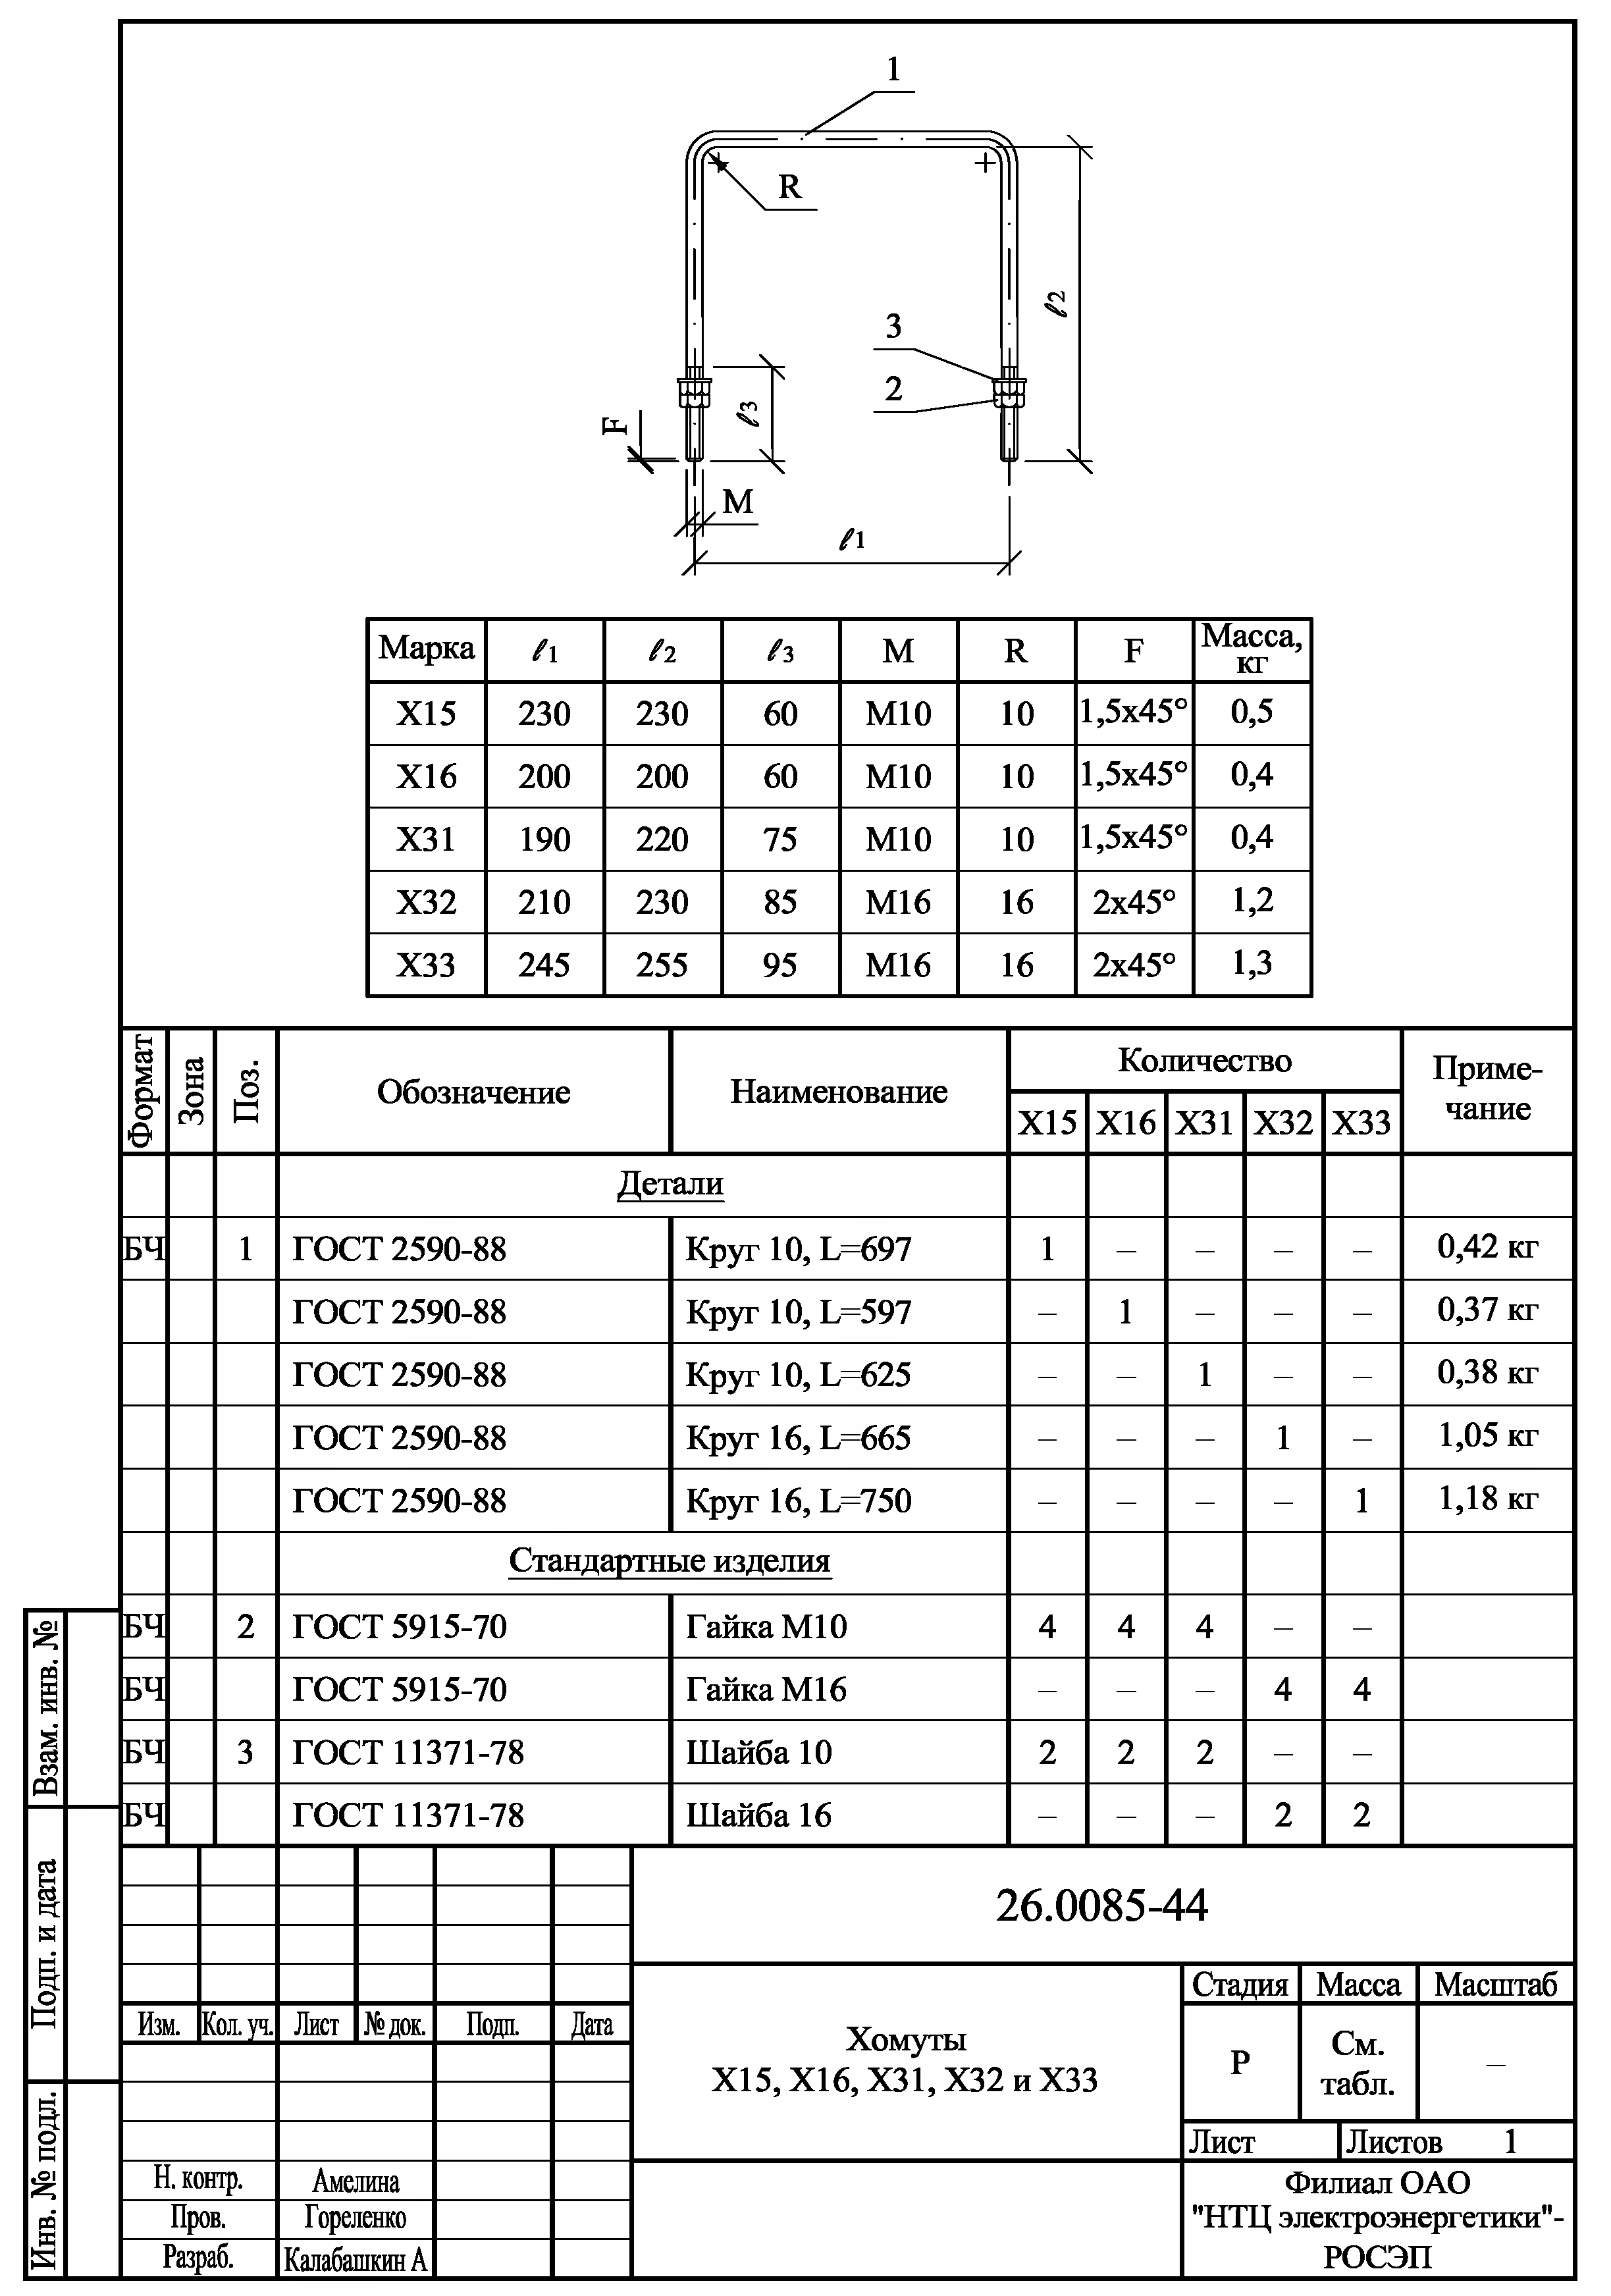 1
R
ℓ2
3
2
ℓ3
F
M
ℓ1
Марка ℓ1 ℓ2 ℓ3 М R F Масса, кг
Х15 230 230 60 М10 10 1,5х45° 0,5
Х16 200 200 60 М10 10 1,5х45° 0,4
Х31 190 220 75 М10 10 1,5х45° 0,4
Х32 210 230 85 М16 16 2х45° 1,2
Х33 245 255 95 М16 16 2х45° 1,3
Формат Зона Поз. Обозначение Наименование Количество Приме-
чание
Х15 Х16 Х31 Х32 Х33
Детали
БЧ 1 ГОСТ 2590-88 Круг 10, L=697 1 – – – – 0,42 кг
ГОСТ 2590-88 Круг 10, L=597 – 1 – – – 0,37 кг
ГОСТ 2590-88 Круг 10, L=625 – – 1 – – 0,38 кг
ГОСТ 2590-88 Круг 16, L=665 – – – 1 – 1,05 кг
ГОСТ 2590-88 Круг 16, L=750 – – – – 1 1,18 кг
Стандартные изделия
БЧ 2 ГОСТ 5915-70 Гайка М10 4 4 4 – –
БЧ ГОСТ 5915-70 Гайка М16 – – – 4 4
БЧ 3 ГОСТ 11371-78 Шайба 10 2 2 2 – –
БЧ ГОСТ 11371-78 Шайба 16 – – – 2 2
Взам. инв. №
Подп. и дата
Инв. № подл.
26.0085-44
Изм. Кол. уч. Лист № док. Подп. Дата
Хомуты
Х15, Х16, Х31, Х32 и Х33
Стадия Масса Масштаб
Р См. табл. –
Лист Листов 1
Н. контр. Амелина
Пров. Гореленко
Разраб. Калабашкин А
Филиал ОАО
"НТЦ электроэнергетики"-
РОСЭП